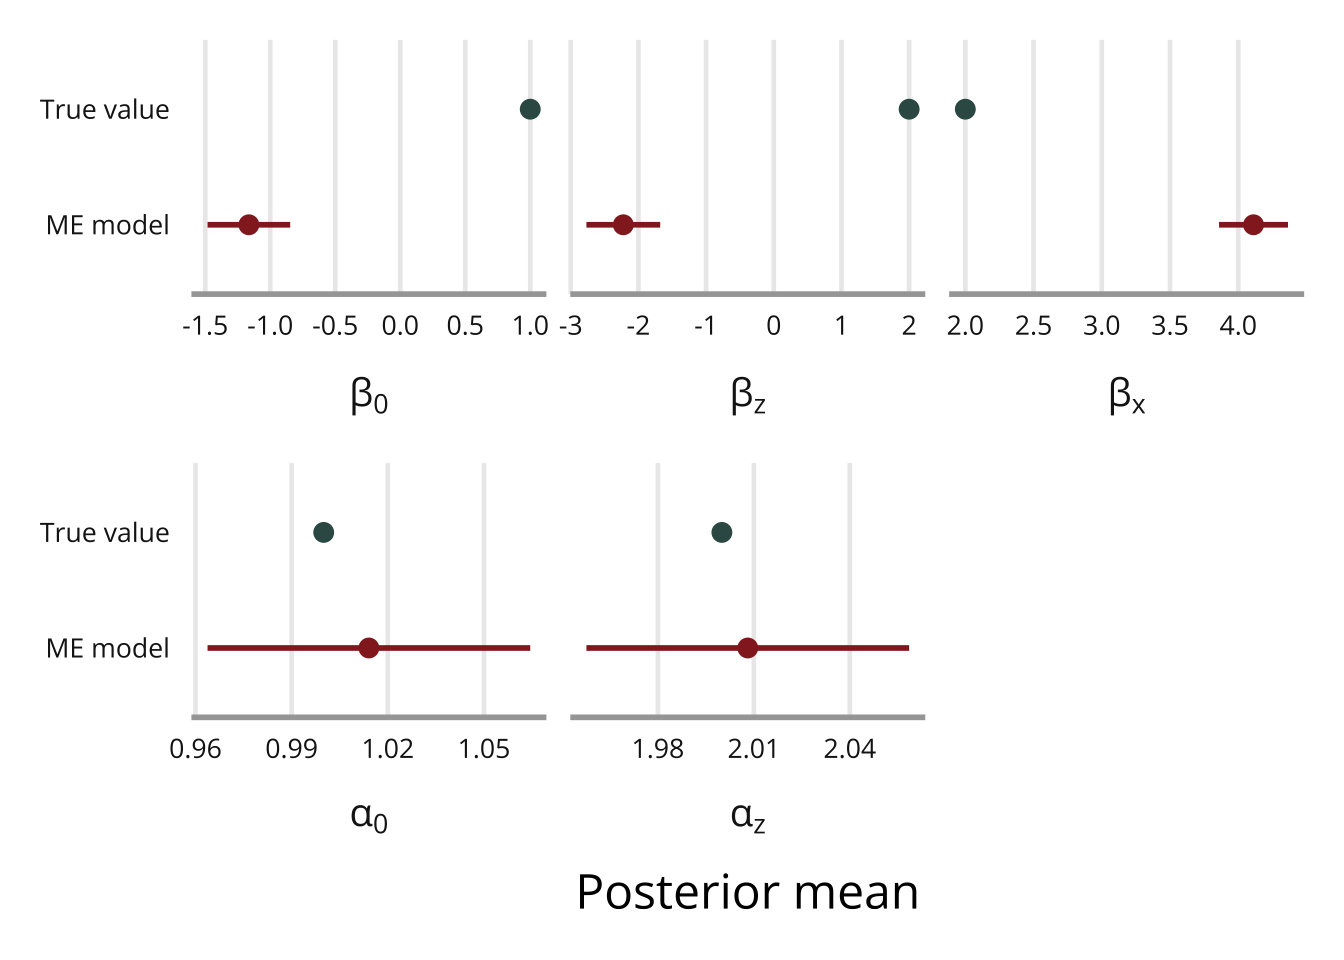 True value
ME model
-1.5 -1.0 -0.5 0.0 0.5 1.0 -3 -2 -1 0 1 2 2.0 2.5 3.0 3.5 4.0
β₀ β_z βₓ
True value
ME model
0.96 0.99 1.02 1.05 1.98 2.01 2.04
α₀ α_z
Posterior mean